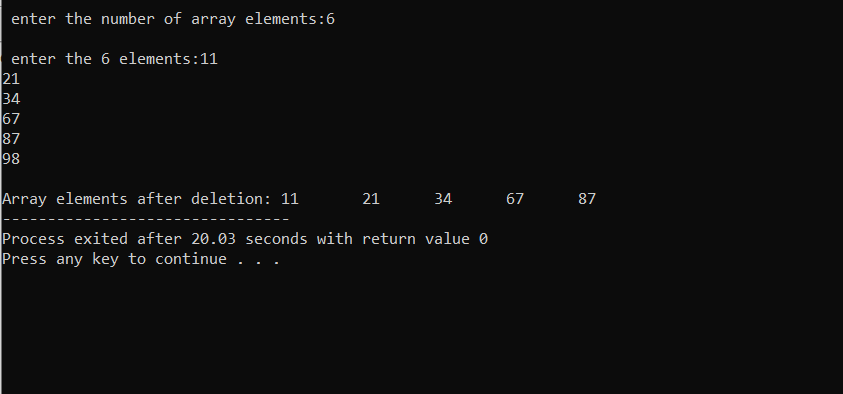 enter the number of array elements:6
enter the 6 elements:11
21
34
67
87
98
Array elements after deletion: 11 21 34 67 87
--------------------------------
Process exited after 20.03 seconds with return value 0
Press any key to continue . . .